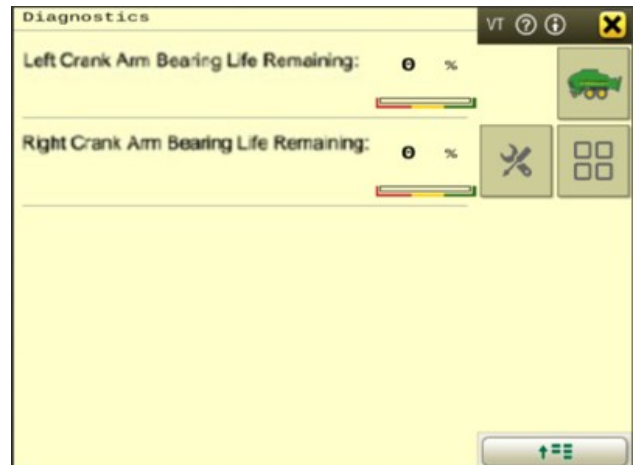 Diagnostics
VT
Left Crank Arm Bearing Life Remaining: 0 %
Right Crank Arm Bearing Life Remaining: 0 %